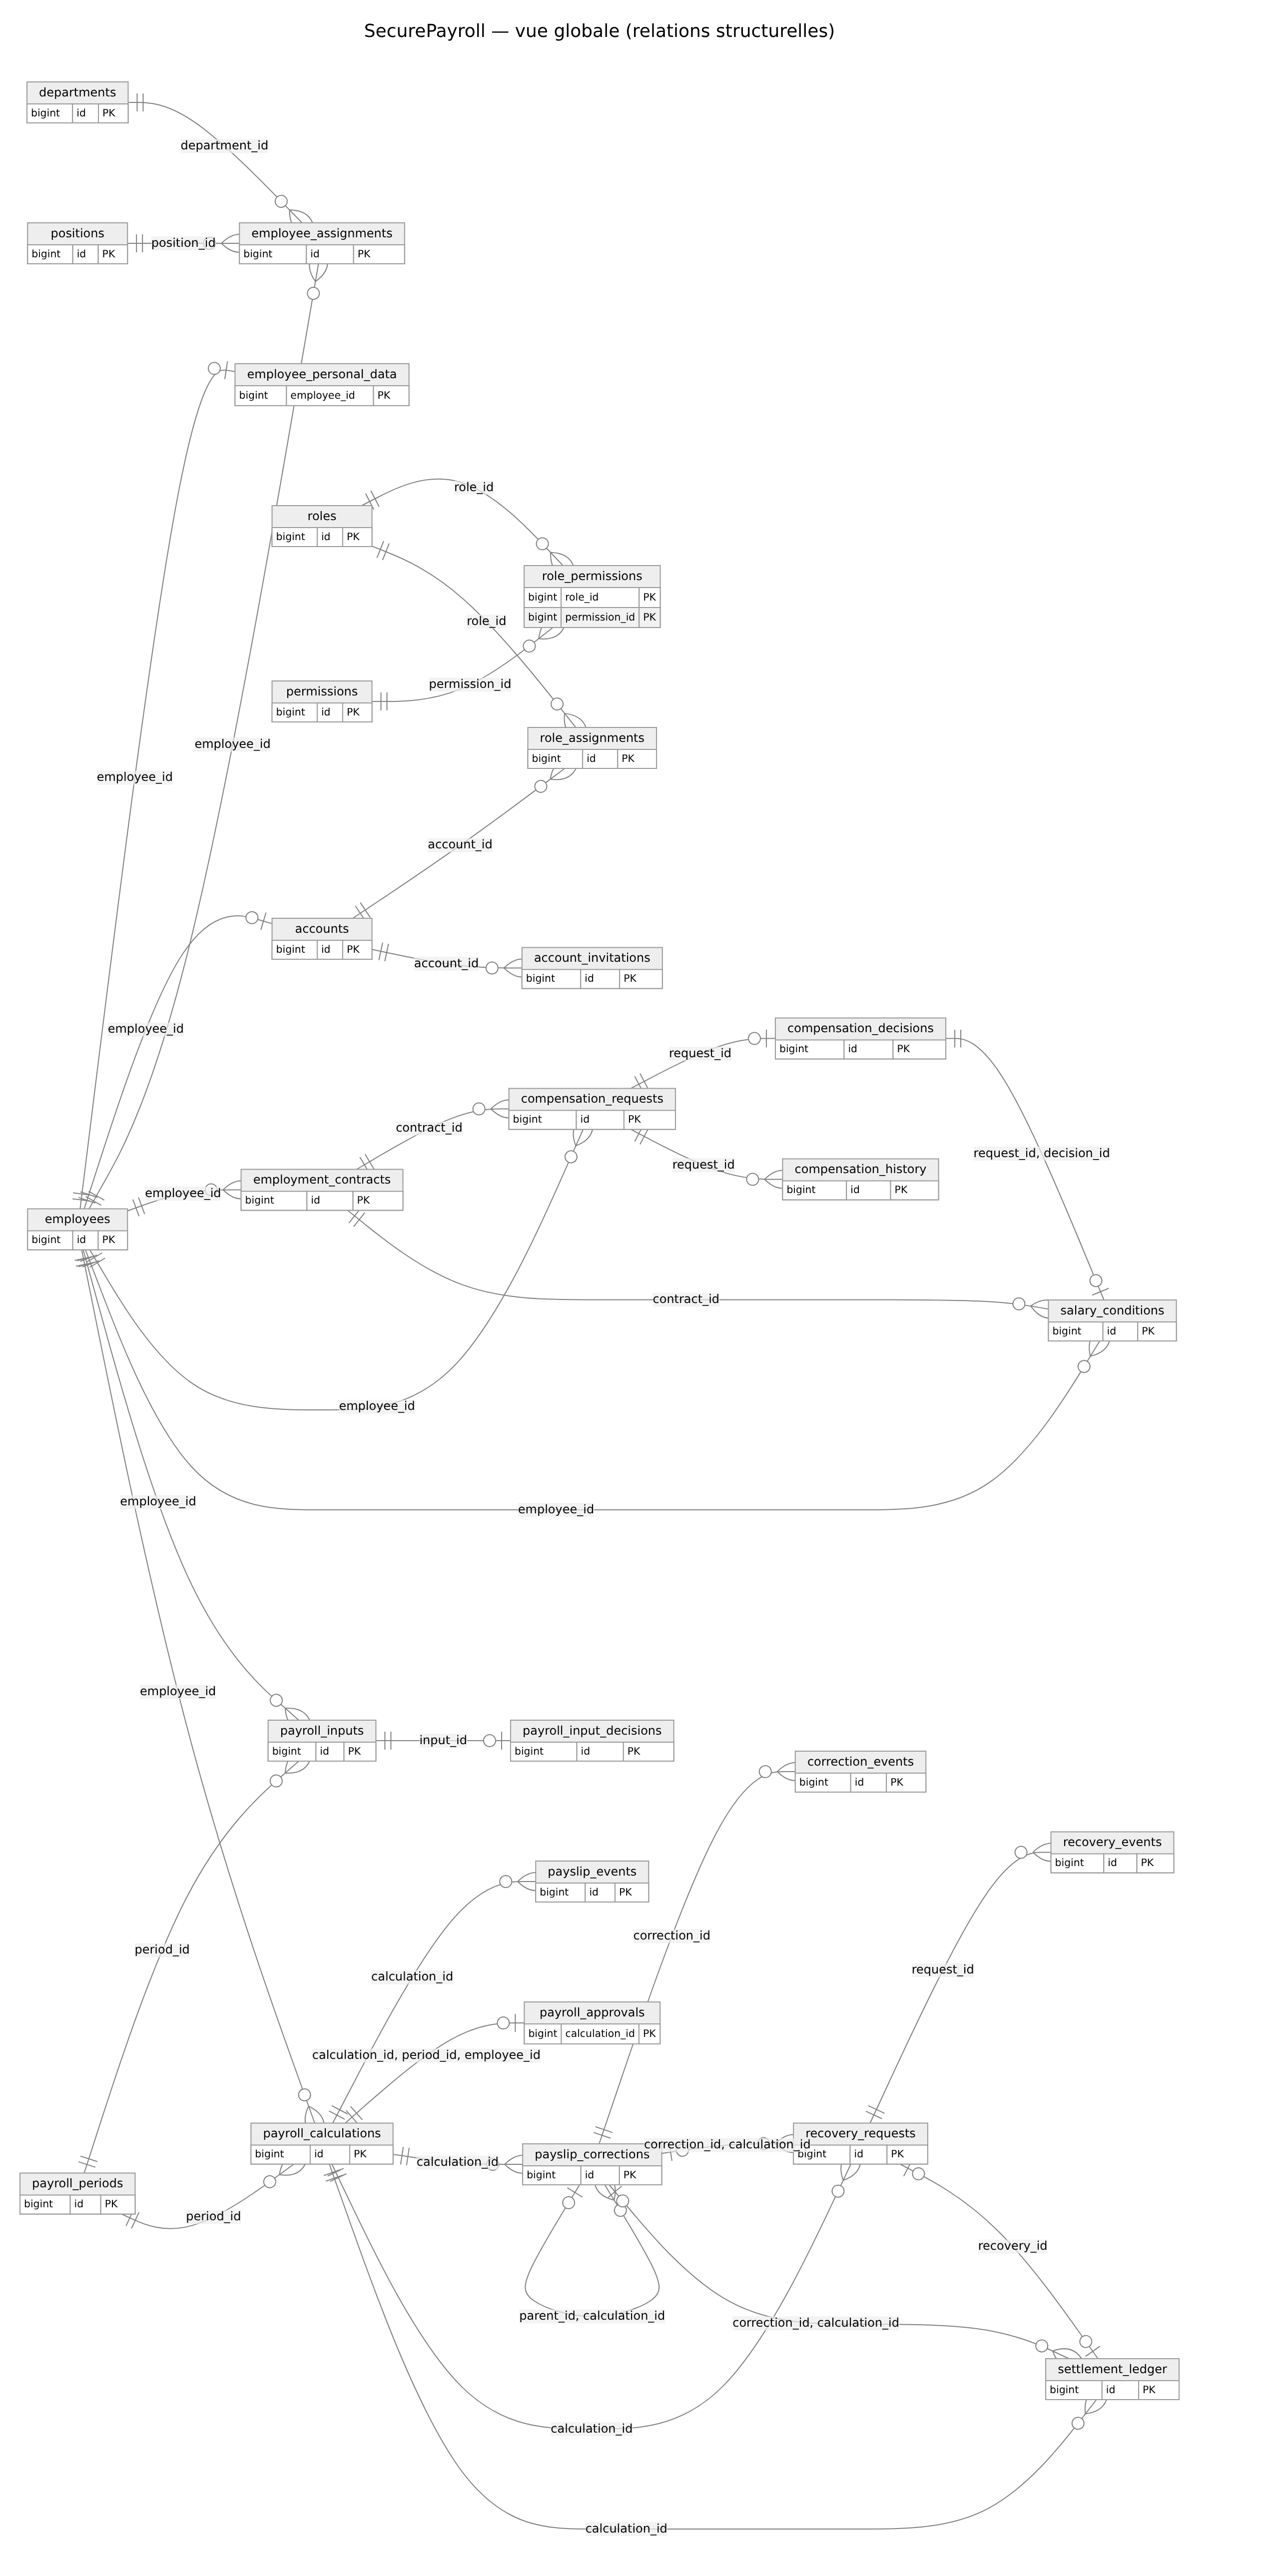 SecurePayroll — vue globale (relations structurelles)
departments
bigint id PK
department_id
positions
bigint id PK
position_id
employee_assignments
bigint id PK
employee_personal_data
bigint employee_id PK
roles
bigint id PK
role_id
role_permissions
bigint role_id PK
bigint permission_id PK
role_id
permissions
bigint id PK
permission_id
role_assignments
bigint id PK
employee_id
employee_id
account_id
accounts
bigint id PK
account_id
account_invitations
bigint id PK
employee_id
compensation_decisions
bigint id PK
request_id
compensation_requests
bigint id PK
contract_id
request_id, decision_id
request_id
compensation_history
bigint id PK
employment_contracts
bigint id PK
employee_id
employees
bigint id PK
contract_id
salary_conditions
bigint id PK
employee_id
employee_id
employee_id
employee_id
payroll_inputs
bigint id PK
input_id
payroll_input_decisions
bigint id PK
correction_events
bigint id PK
recovery_events
bigint id PK
payslip_events
bigint id PK
correction_id
period_id
request_id
calculation_id
payroll_approvals
bigint calculation_id PK
calculation_id, period_id, employee_id
payroll_calculations
bigint id PK
calculation_id
payslip_corrections
bigint id PK
correction_id, calculation_id
recovery_requests
bigint id PK
payroll_periods
bigint id PK
period_id
recovery_id
parent_id, calculation_id
correction_id, calculation_id
settlement_ledger
bigint id PK
calculation_id
calculation_id